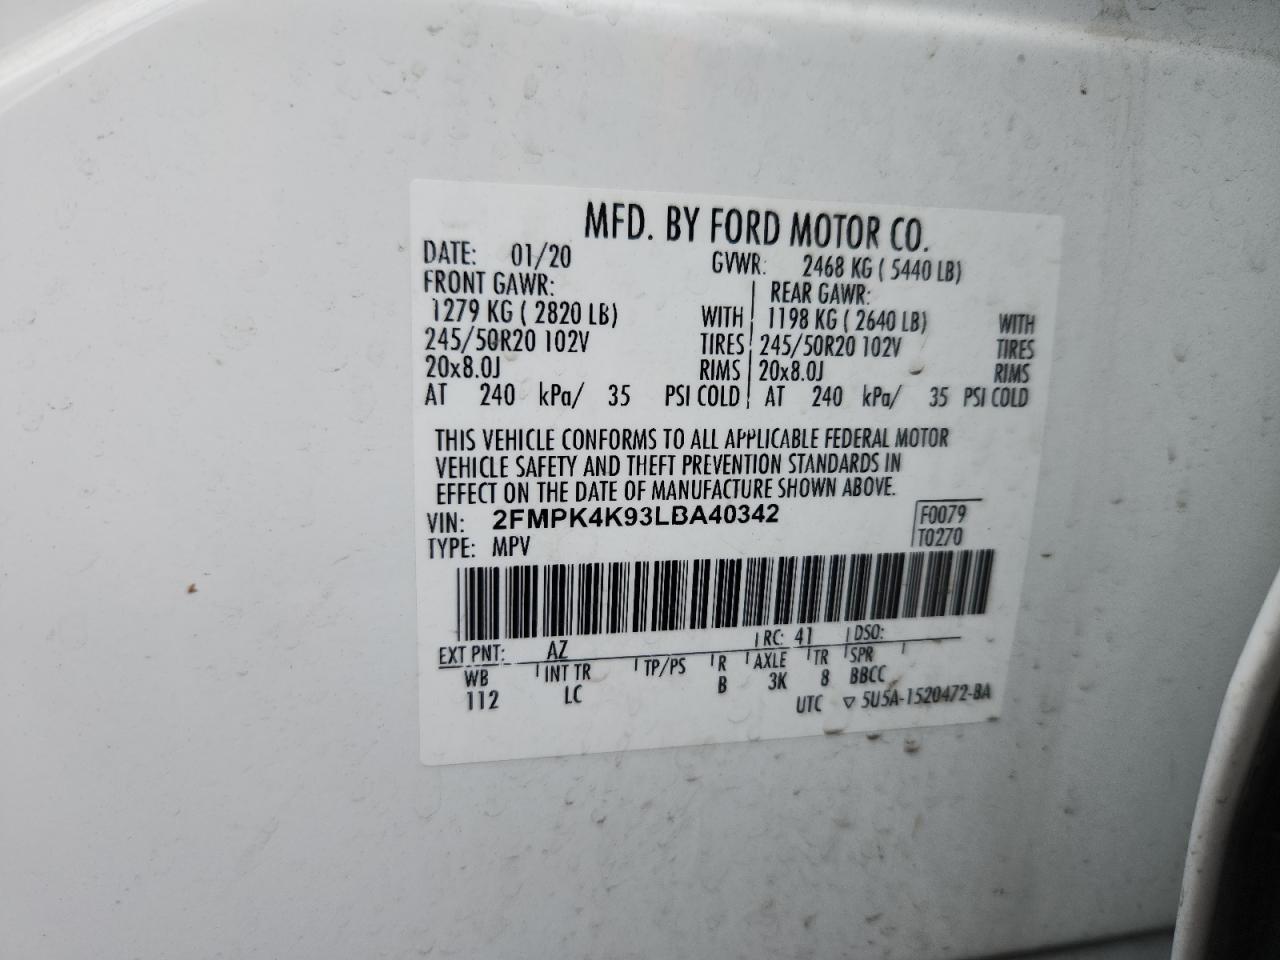 MFD. BY FORD MOTOR CO.
DATE: 01/20 GVWR: 2468 KG ( 5440 LB)
FRONT GAWR: REAR GAWR:
1279 KG ( 2820 LB) WITH 1198 KG ( 2640 LB) WITH
245/50R20 102V TIRES 245/50R20 102V TIRES
20x8.0J RIMS 20x8.0J RIMS
AT 240 kPa/ 35 PSI COLD AT 240 kPa/ 35 PSI COLD
THIS VEHICLE CONFORMS TO ALL APPLICABLE FEDERAL MOTOR
VEHICLE SAFETY AND THEFT PREVENTION STANDARDS IN
EFFECT ON THE DATE OF MANUFACTURE SHOWN ABOVE.
VIN: 2FMPK4K93LBA40342 F0079
TYPE: MPV T0270
EXT PNT: AZ RC: 41 DSO:
WB INT TR TP/PS R AXLE TR SPR
112 LC B 3K 8 BBCC
UTC ▽ 5U5A-1520472-BA